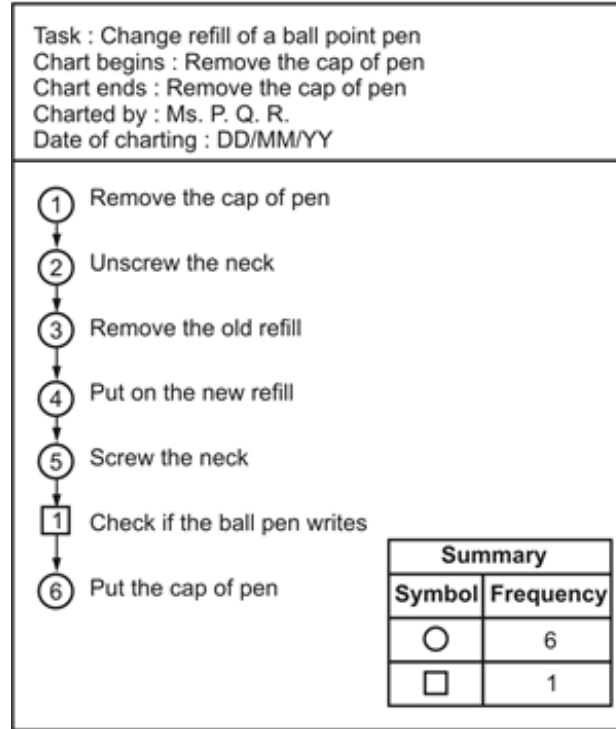 Task : Change refill of a ball point pen
Chart begins : Remove the cap of pen
Chart ends : Remove the cap of pen
Charted by : Ms. P. Q. R.
Date of charting : DD/MM/YY
1 Remove the cap of pen
2 Unscrew the neck
3 Remove the old refill
4 Put on the new refill
5 Screw the neck
1 Check if the ball pen writes
6 Put the cap of pen
Summary
Symbol Frequency
6
1